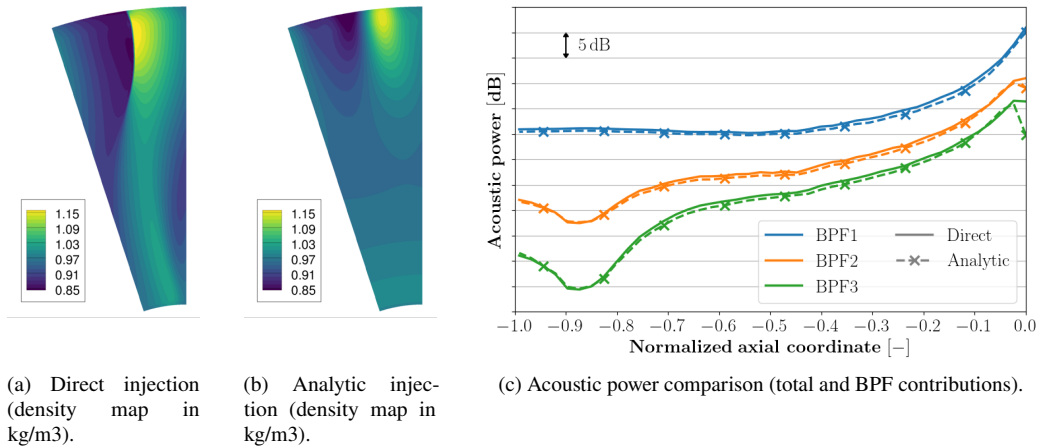 1.15
1.09
1.03
0.97
0.91
0.85
1.15
1.09
1.03
0.97
0.91
0.85
Acoustic power [dB]
5 dB
BPF1
BPF2
BPF3
Direct
Analytic
−1.0 −0.9 −0.8 −0.7 −0.6 −0.5 −0.4 −0.3 −0.2 −0.1 0.0
Normalized axial coordinate [−]
(a) Direct injection
(density map in
kg/m3).
(b) Analytic injec-
tion (density map in
kg/m3).
(c) Acoustic power comparison (total and BPF contributions).